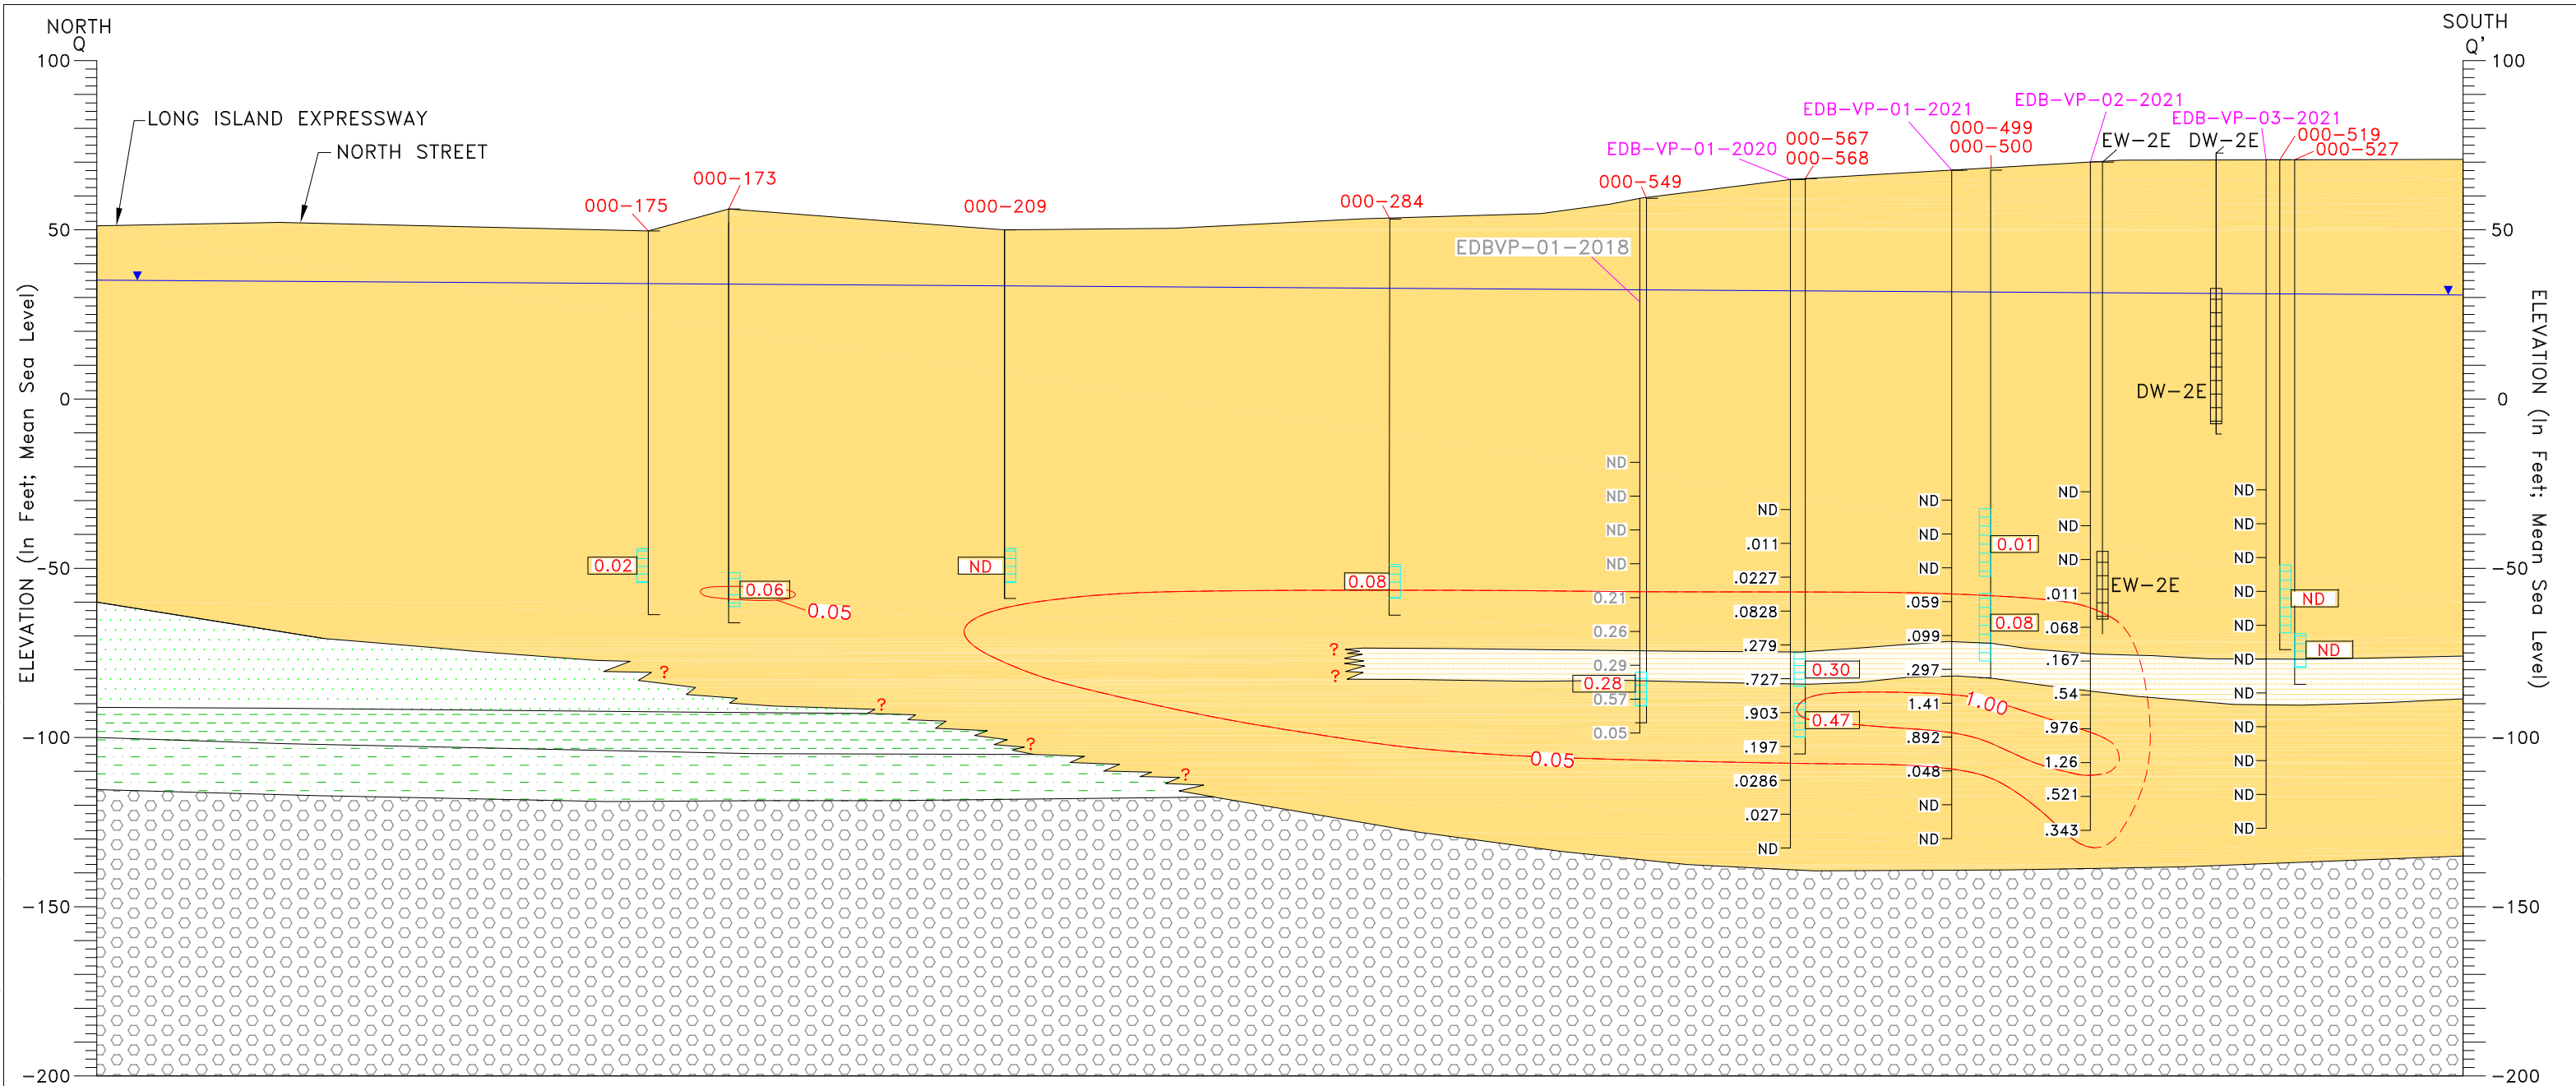 NORTH
Q
SOUTH
Q'
100
50
0
-50
-100
-150
-200
ELEVATION (In Feet; Mean Sea Level)
LONG ISLAND EXPRESSWAY
NORTH STREET
000-175
000-173
000-209
000-284
EDBVP-01-2018
000-549
EDB-VP-01-2020
000-567
000-568
EDB-VP-01-2021
000-499
000-500
EDB-VP-02-2021
EW-2E
DW-2E
EDB-VP-03-2021
000-519
000-527
DW-2E
EW-2E
0.02
0.06
0.05
ND
0.08
ND
ND
ND
ND
0.21
0.26
0.29
0.28
0.57
0.05
0.05
ND
.011
.0227
.0828
.279
.727
.903
.197
.0286
.027
ND
0.30
0.47
ND
ND
ND
.059
.099
.297
1.41
.892
.048
ND
ND
0.01
0.08
1.00
ND
ND
ND
.011
.068
.167
.54
.976
1.26
.521
.343
ND
ND
ND
ND
ND
ND
ND
ND
ND
ND
ND
ND
ND
?
?
?
?
?
?
100
50
0
-50
-100
-150
-200
ELEVATION (In Feet; Mean Sea Level)